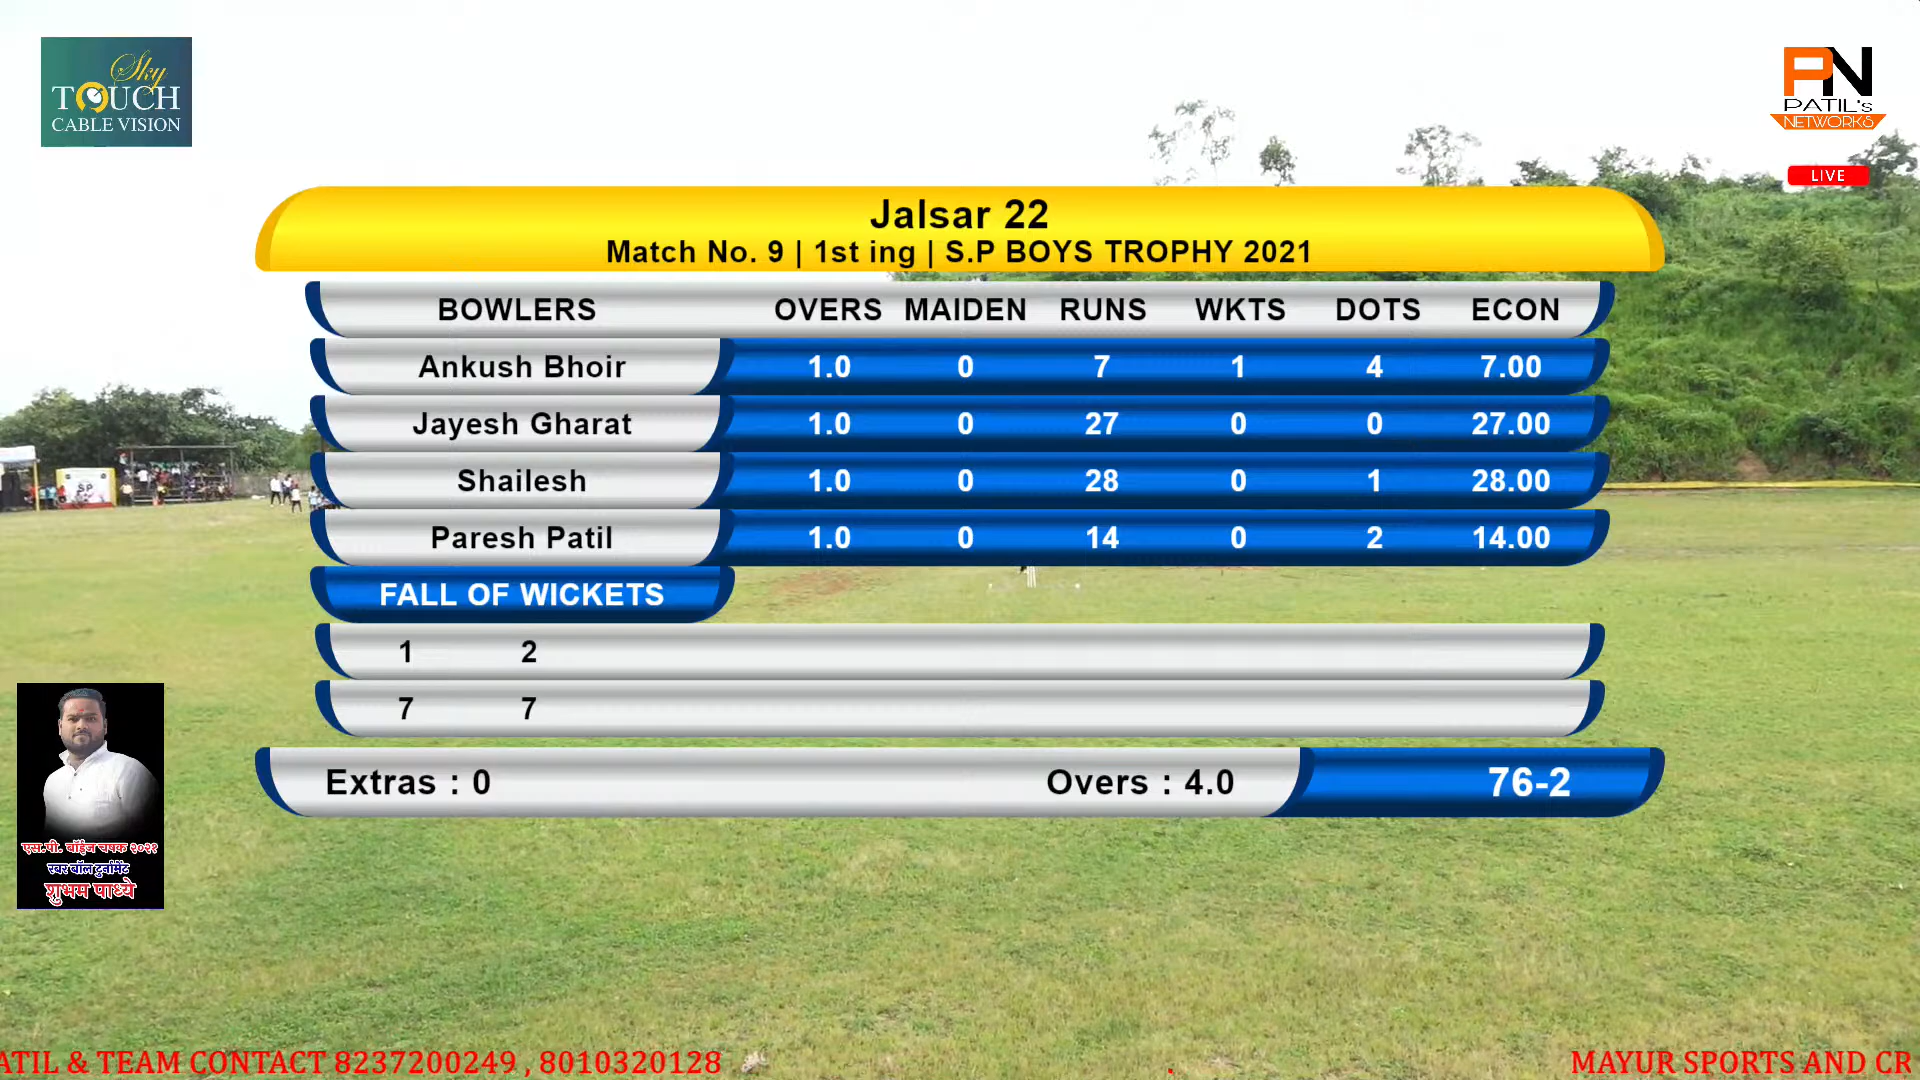 Sky
TOUCH
CABLE VISION
PN
PATIL's
NETWORKS
LIVE
Jalsar 22
Match No. 9 | 1st ing | S.P BOYS TROPHY 2021
BOWLERS OVERS MAIDEN RUNS WKTS DOTS ECON
Ankush Bhoir 1.0 0 7 1 4 7.00
Jayesh Gharat 1.0 0 27 0 0 27.00
Shailesh 1.0 0 28 0 1 28.00
Paresh Patil 1.0 0 14 0 2 14.00
SP
FALL OF WICKETS
1 2
7 7
Extras : 0 Overs : 4.0 76-2
एस.पी. बॉईज चषक २०२१
रबर बॉल टुर्नामेंट
शुभम पाध्ये
ATIL & TEAM CONTACT 8237200249 , 8010320128 MAYUR SPORTS AND CR